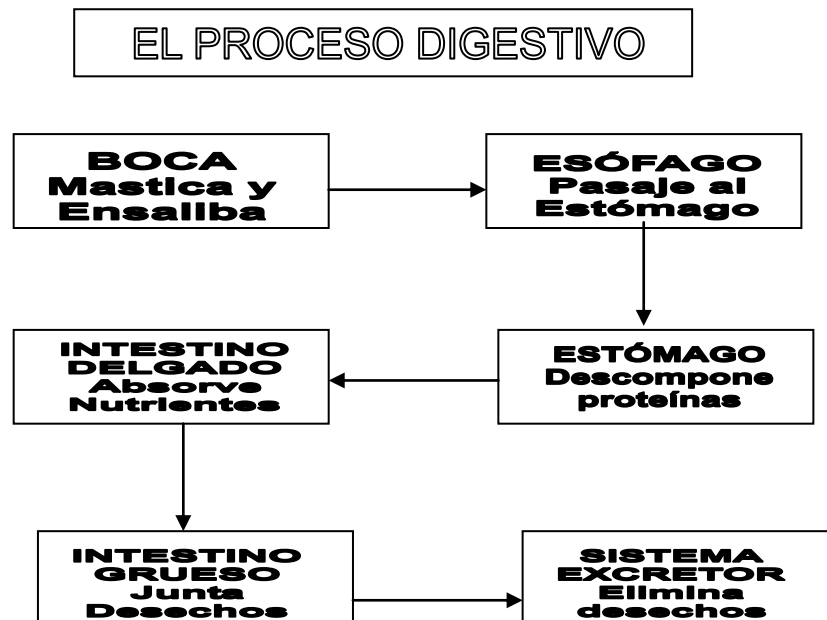 EL PROCESO DIGESTIVO
BOCA
Mastica y
Ensaliba
ESÓFAGO
Pasaje al
Estómago
INTESTINO
DELGADO
Absorve
Nutrientes
ESTÓMAGO
Descompone
proteínas
INTESTINO
GRUESO
Junta
Desechos
SISTEMA
EXCRETOR
Elimina
desechos